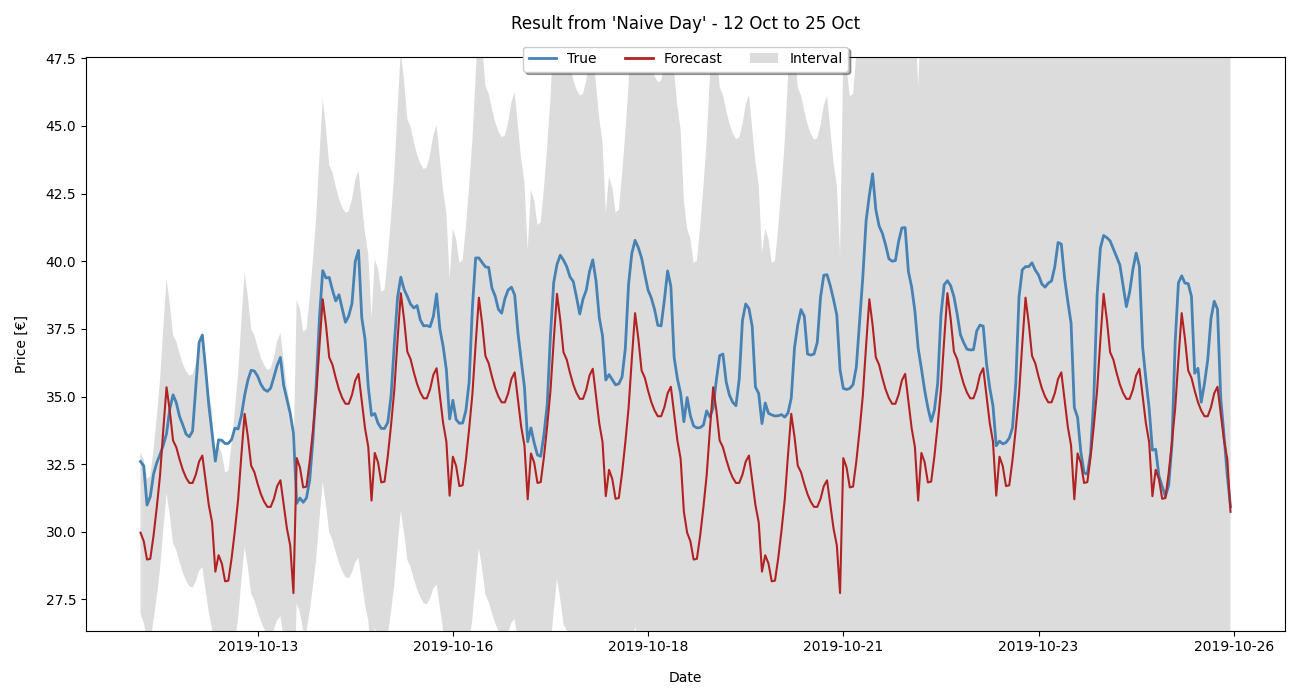 Result from 'Naive Day' - 12 Oct to 25 Oct
True Forecast Interval
47.5
45.0
42.5
40.0
37.5
35.0
32.5
30.0
27.5
Price [€]
2019-10-13 2019-10-16 2019-10-18 2019-10-21 2019-10-23 2019-10-26
Date